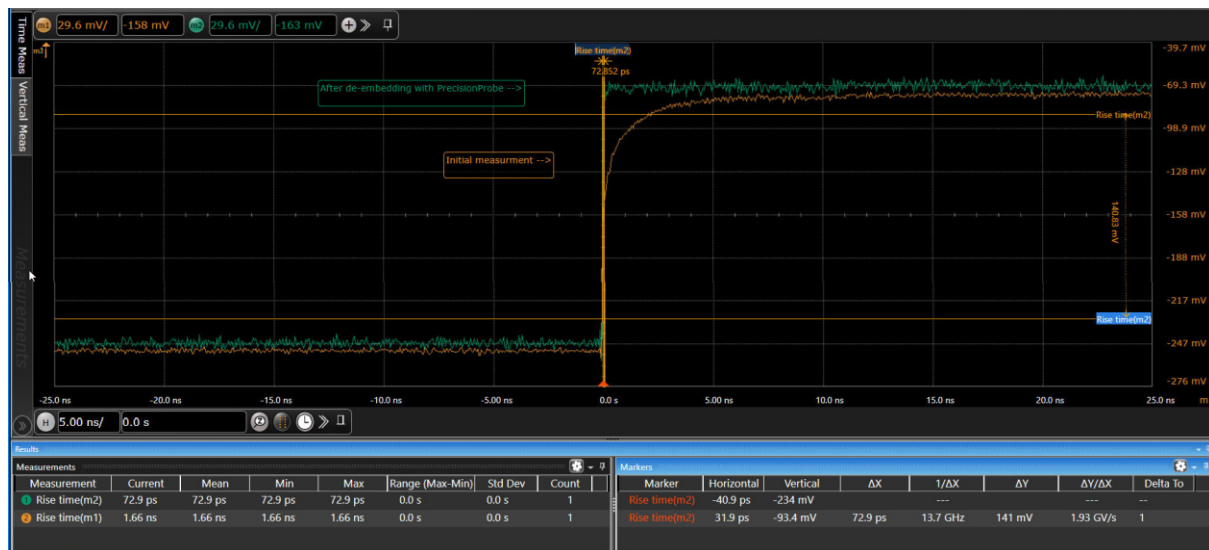 Time Meas
Vertical Meas
Measurements
m1 29.6 mV/ -158 mV m2 29.6 mV/ -163 mV
m1
Rise time(m2)
72.852 ps
After de-embedding with PrecisionProbe -->
Initial measurment -->
-39.7 mV
-69.3 mV
Rise time(m2)
-98.9 mV
-128 mV
140.83 mV
-158 mV
-188 mV
-217 mV
Rise time(m2)
-247 mV
-276 mV
-25.0 ns -20.0 ns -15.0 ns -10.0 ns -5.00 ns 0.0 s 5.00 ns 10.0 ns 15.0 ns 20.0 ns 25.0 ns
H 5.00 ns/ 0.0 s
Results
Measurements
Measurement Current Mean Min Max Range (Max-Min) Std Dev Count
1 Rise time(m2) 72.9 ps 72.9 ps 72.9 ps 72.9 ps 0.0 s 0.0 s 1
2 Rise time(m1) 1.66 ns 1.66 ns 1.66 ns 1.66 ns 0.0 s 0.0 s 1
Markers
Marker Horizontal Vertical ΔX 1/ΔX ΔY ΔY/ΔX Delta To
Rise time(m2) -40.9 ps -234 mV --- --- --
Rise time(m2) 31.9 ps -93.4 mV 72.9 ps 13.7 GHz 141 mV 1.93 GV/s 1